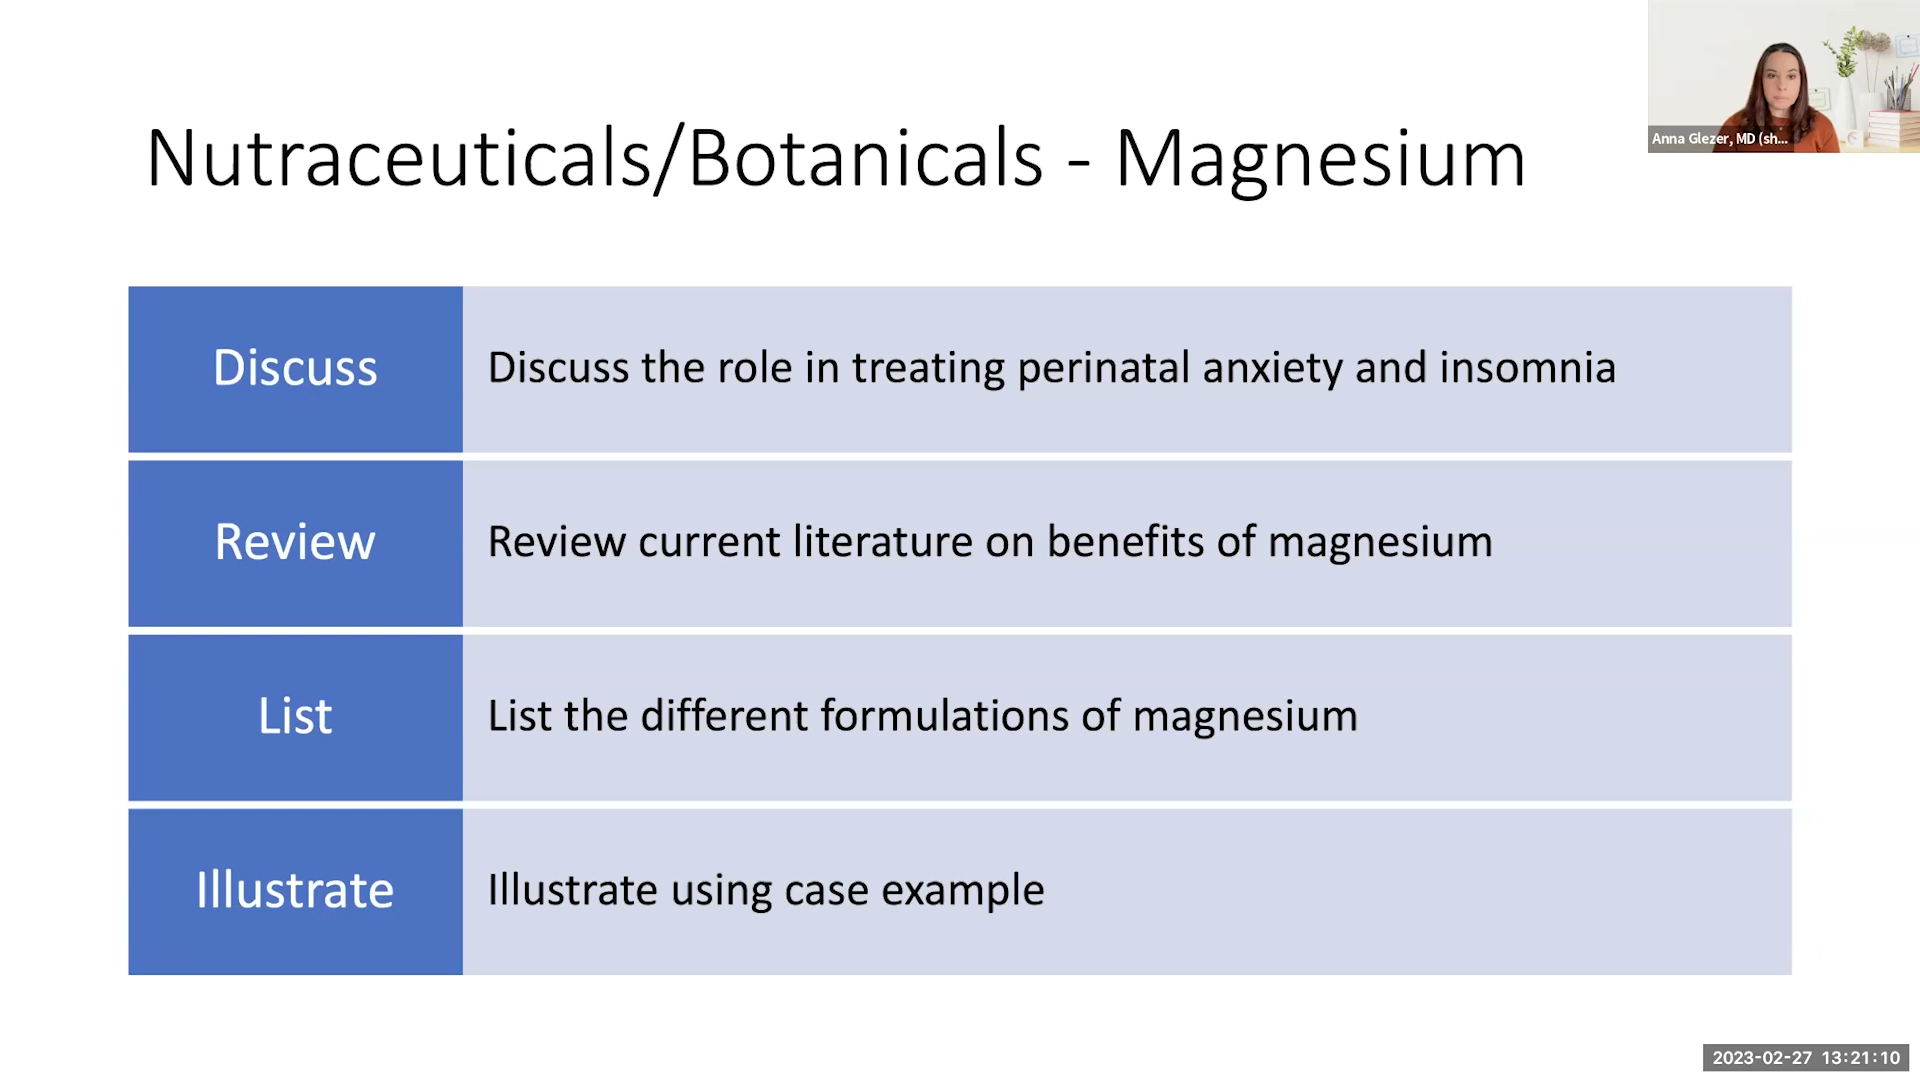 Anna Glezer, MD (sh...
Nutraceuticals/Botanicals - Magnesium
Discuss
Discuss the role in treating perinatal anxiety and insomnia
Review
Review current literature on benefits of magnesium
List
List the different formulations of magnesium
Illustrate
Illustrate using case example
2023-02-27 13:21:10